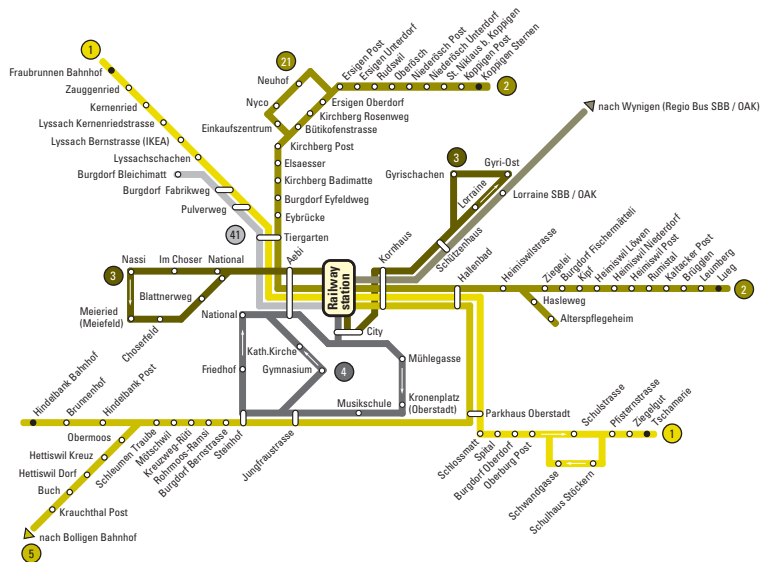 1
Fraubrunnen Bahnhof
Zauggenried
Kernenried
Lyssach Kernenriedstrasse
Lyssach Bernstrasse (IKEA)
Lyssachschachen
Burgdorf Bleichimatt
Burgdorf Fabrikweg
Pulverweg
41
Tiergarten
21
Neuhof
Nyco
Einkaufszentrum
Ersigen Post
Ersigen Unterdorf
Rudswil
Oberösch
Niederösch Post
Niederösch Unterdorf
St. Niklaus b. Koppigen
Koppigen Post
Koppigen Sternen
2
Ersigen Oberdorf
Kirchberg Rosenweg
Bütikofenstrasse
Kirchberg Post
Elsaesser
Kirchberg Badimatte
Burgdorf Eyfeldweg
Eybrücke
nach Wynigen (Regio Bus SBB / OAK)
3
Gyrischachen
Gyri-Ost
Lorraine
Lorraine SBB / OAK
Schützenhaus
Kornhaus
Aebi
Railway
station
Hallenbad
3
Nassi
Im Choser
National
Blattnerweg
Meieried
(Meiefeld)
Choserfeld
Heimiswilstrasse
Ziegelei
Burgdorf Fischermätteli
Kipf
Heimiswil Löwen
Heimiswil Niederdorf
Heimiswil Post
Rumistal
Kaltacker Post
Brügglen
Leumberg
Lueg
2
Hasleweg
Alterspflegeheim
National
City
Kath.Kirche
Friedhof
Gymnasium
4
Mühlegasse
Musikschule
Kronenplatz
(Oberstadt)
Parkhaus Oberstadt
Hindelbank Bahnhof
Brunnenhof
Hindelbank Post
Obermoos
Hettiswil Kreuz
Hettiswil Dorf
Buch
Krauchthal Post
nach Bolligen Bahnhof
5
Schleumen Traube
Mötschwil
Kreuzweg-Rüti
Rohrmoos-Ramsi
Burgdorf Bernstrasse
Steinhof
Jungfraustrasse
Schlossmatt
Spital
Burgdorf Oberdorf
Oberburg Post
Schulstrasse
Pfisternstrasse
Ziegelgut
Tschamerie
1
Schwandgasse
Schulhaus Stöckern